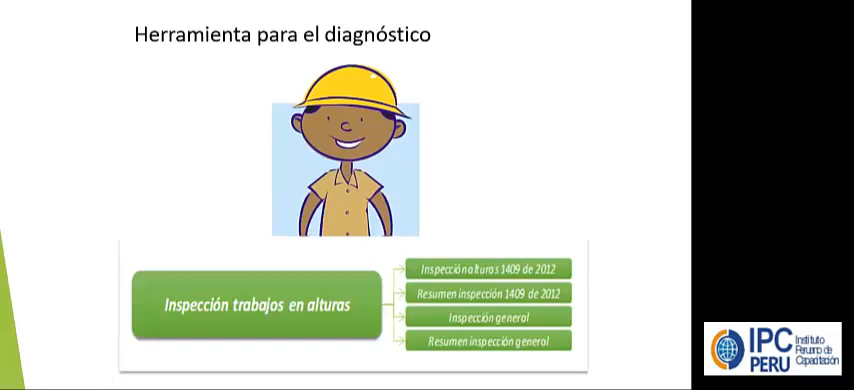 Herramienta para el diagnóstico
Inspección trabajos en alturas
Inspección alturas 1409 de 2012
Resumen inspección 1409 de 2012
Inspección general
Resumen inspección general
IPC
PERU
Instituto
Peruano de
Capacitación